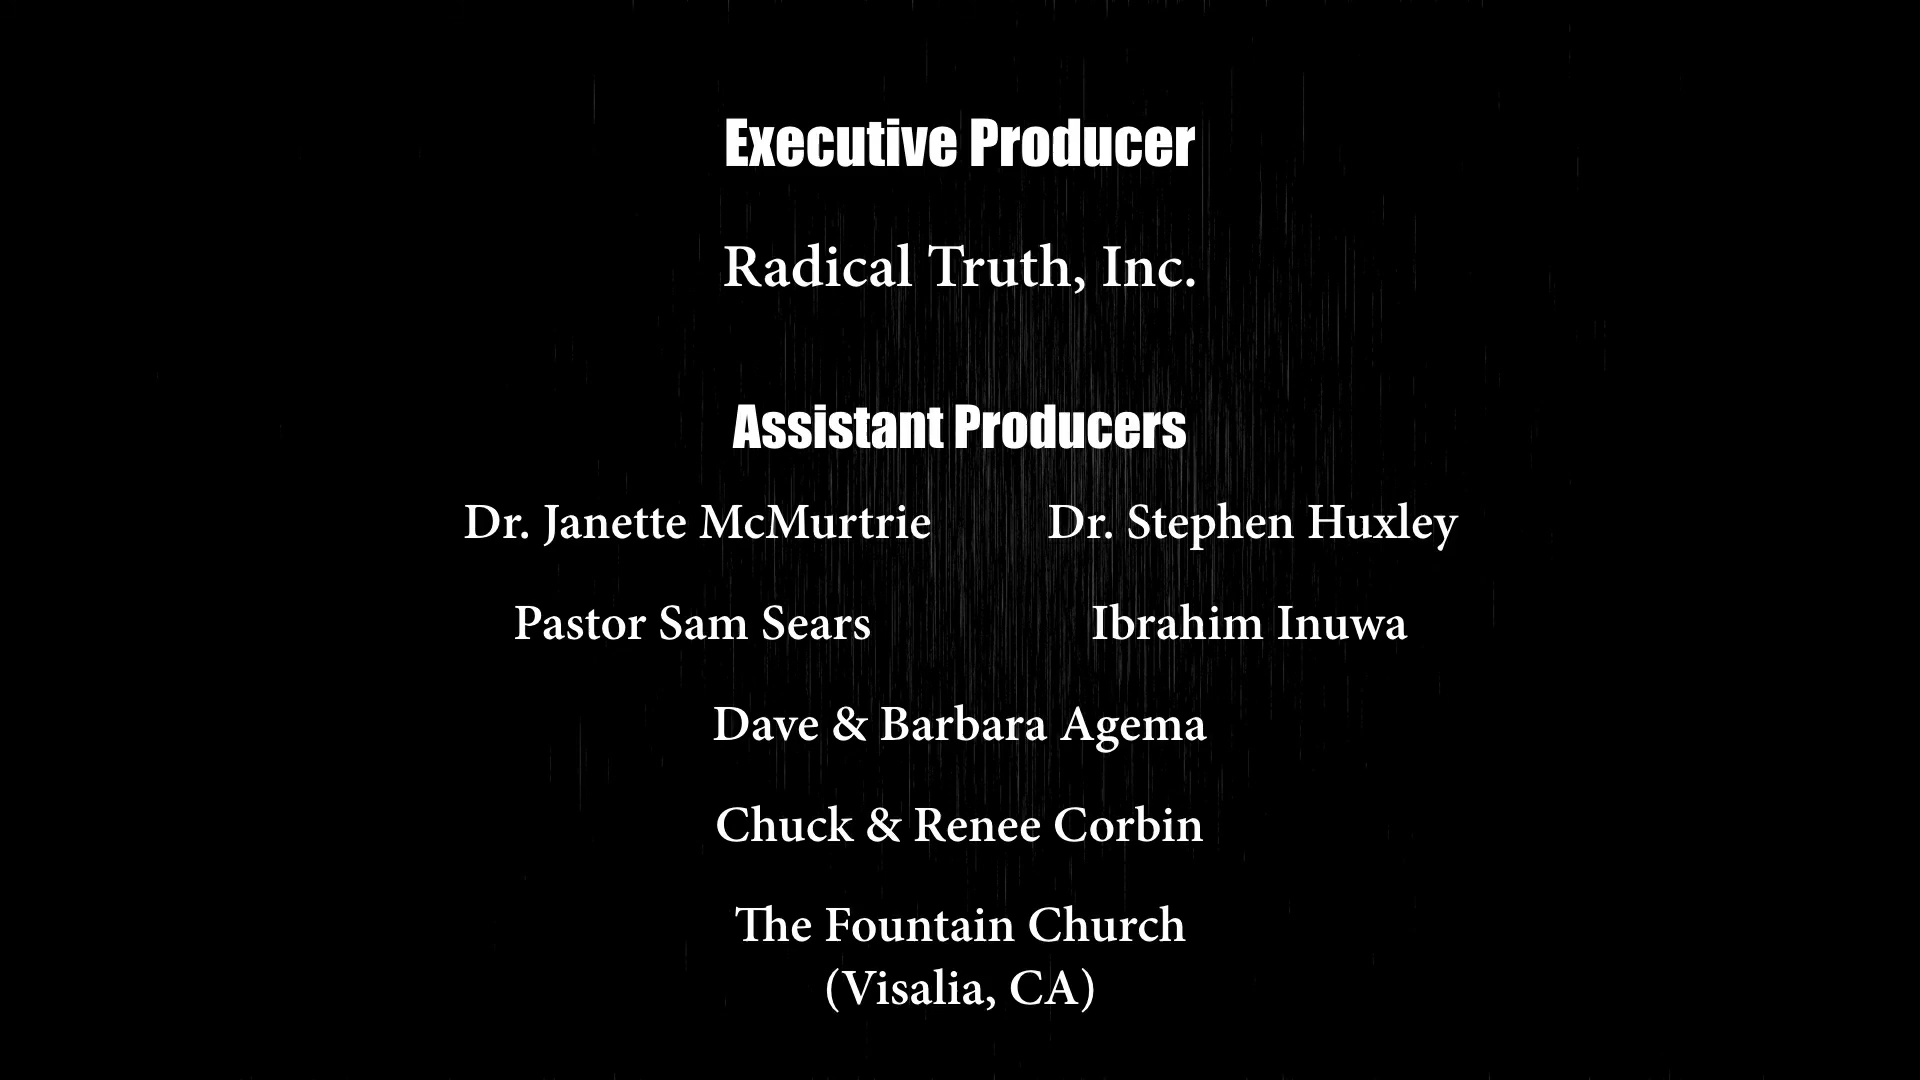 Executive Producer
Radical Truth, Inc.
Assistant Producers
Dr. Janette McMurtrie Dr. Stephen Huxley
Pastor Sam Sears Ibrahim Inuwa
Dave & Barbara Agema
Chuck & Renee Corbin
The Fountain Church
(Visalia, CA)